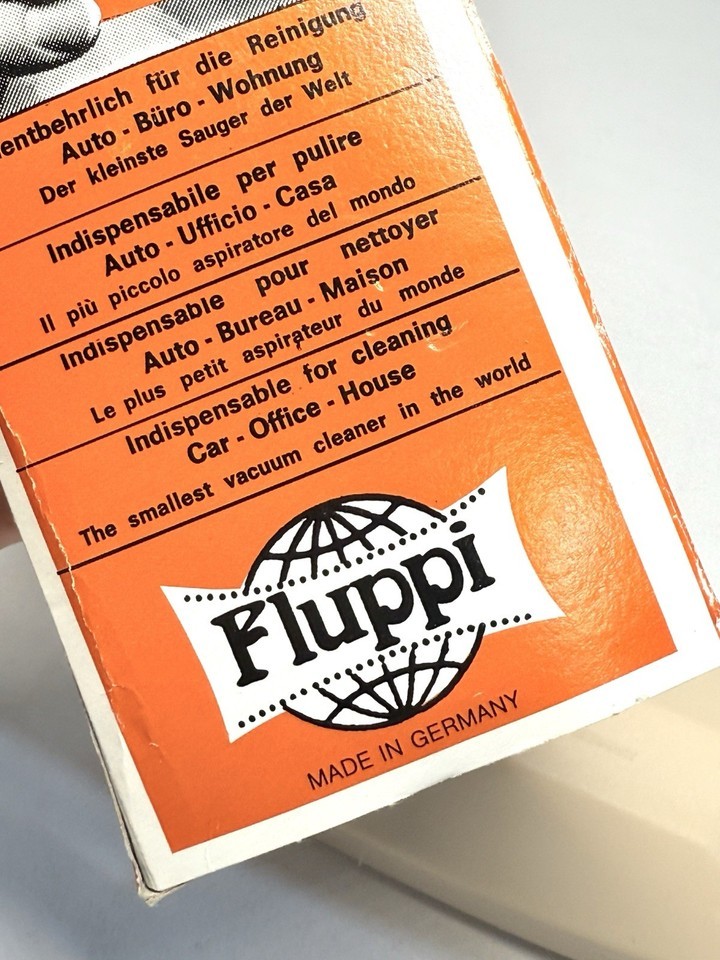 für die Reinigung
Auto - Büro - Wohnung
Der kleinste Sauger der Welt
Indispensabile per pulire
Auto - Ufficio - Casa
Il più piccolo aspiratore del mondo
Indispensable pour nettoyer
Auto - Bureau - Maison
Le plus petit aspirateur du monde
Indispensable for cleaning
Car - Office - House
The smallest vacuum cleaner in the world
Fluppi
MADE IN GERMANY